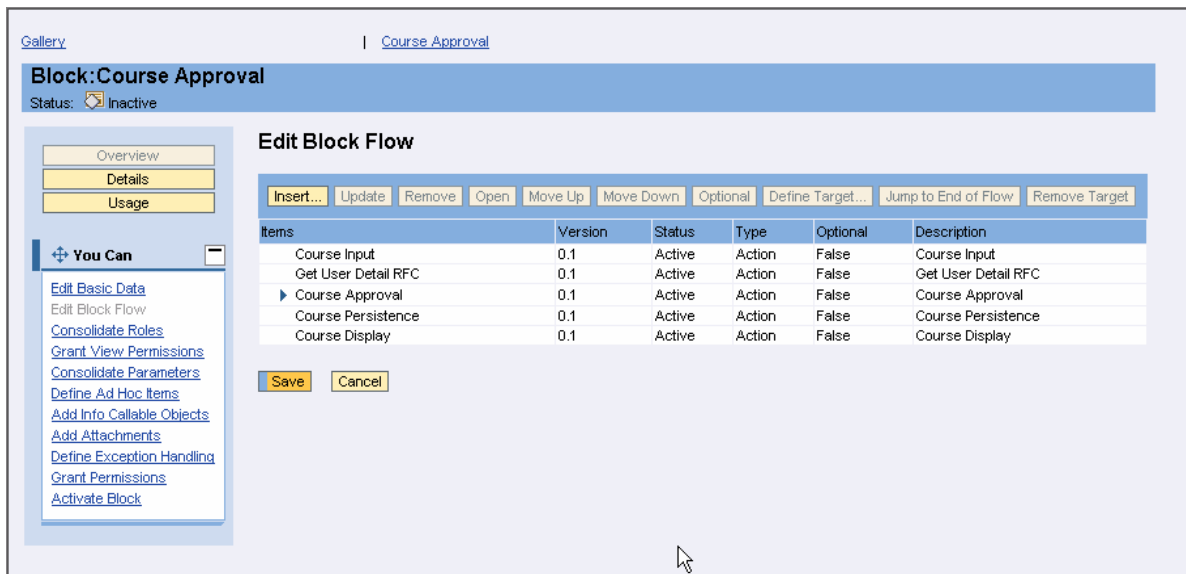 Gallery | Course Approval
Block:Course Approval
Status: Inactive
Overview
Details
Usage
You Can
Edit Basic Data
Edit Block Flow
Consolidate Roles
Grant View Permissions
Consolidate Parameters
Define Ad Hoc Items
Add Info Callable Objects
Add Attachments
Define Exception Handling
Grant Permissions
Activate Block
Edit Block Flow
Insert... Update Remove Open Move Up Move Down Optional Define Target... Jump to End of Flow Remove Target
Items Version Status Type Optional Description
Course Input 0.1 Active Action False Course Input
Get User Detail RFC 0.1 Active Action False Get User Detail RFC
Course Approval 0.1 Active Action False Course Approval
Course Persistence 0.1 Active Action False Course Persistence
Course Display 0.1 Active Action False Course Display
Save Cancel